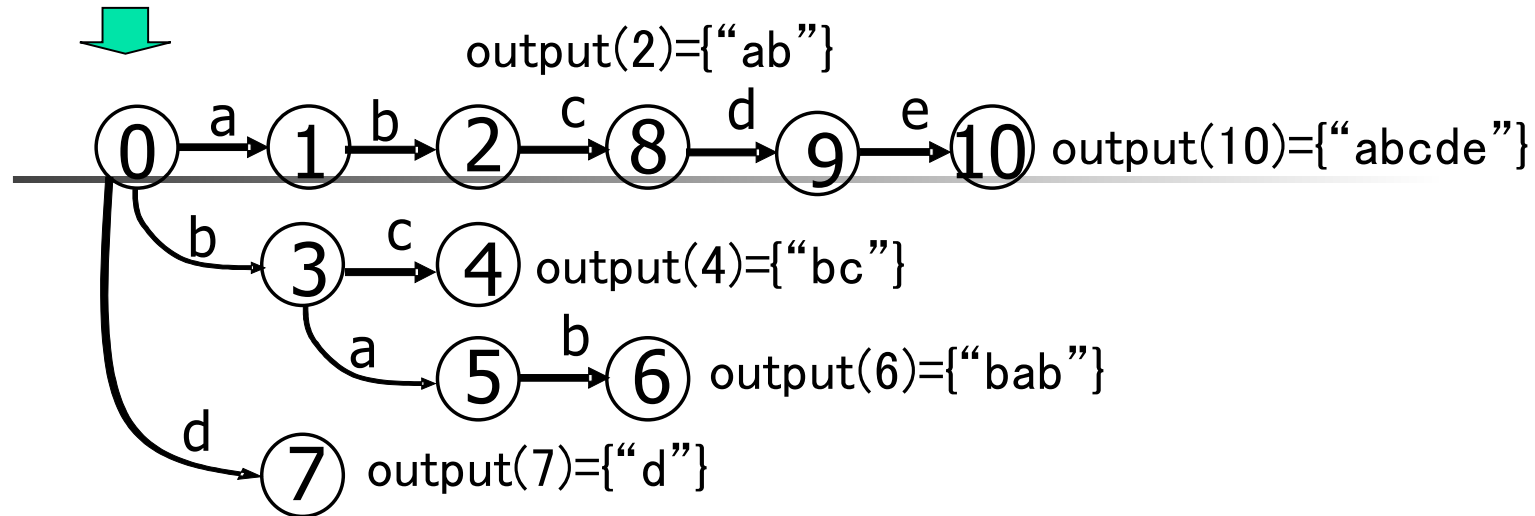 output(2)={“ab”}
a b c d e
0 1 2 8 9 10 output(10)={“abcde”}
b c
3 4 output(4)={“bc”}
a b
5 6 output(6)={“bab”}
d
7 output(7)={“d”}